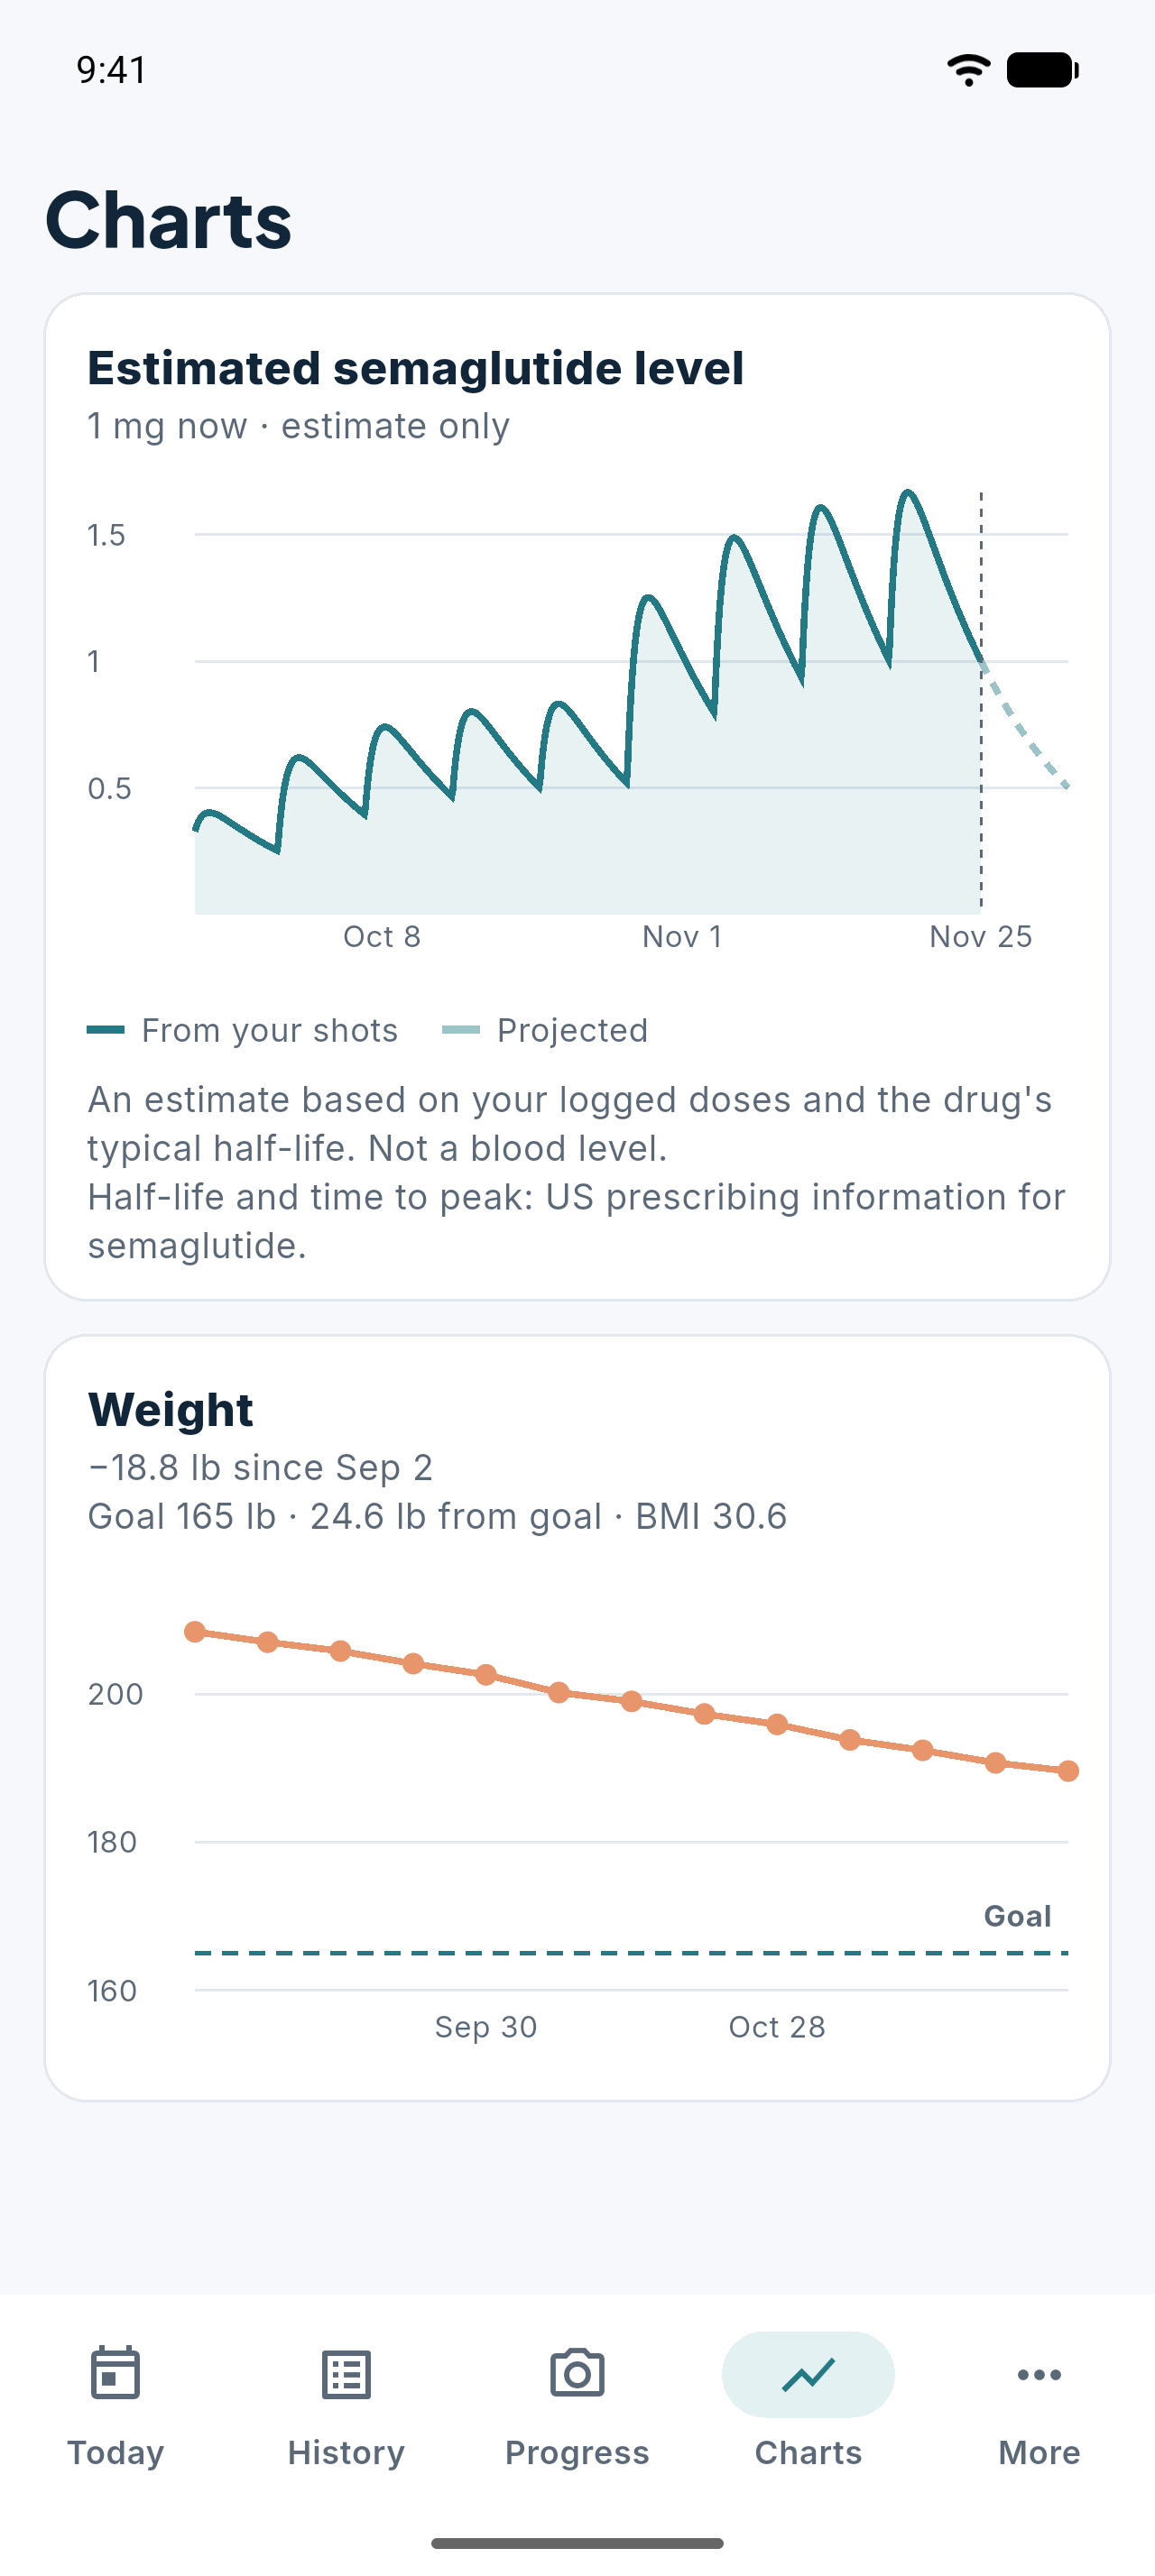 9:41
Charts
Estimated semaglutide level
1 mg now · estimate only
1.5
1
0.5
Oct 8
Nov 1
Nov 25
From your shots
Projected
An estimate based on your logged doses and the drug's
typical half-life. Not a blood level.
Half-life and time to peak: US prescribing information for
semaglutide.
Weight
−18.8 lb since Sep 2
Goal 165 lb · 24.6 lb from goal · BMI 30.6
200
180
Goal
160
Sep 30
Oct 28
Today
History
Progress
Charts
More